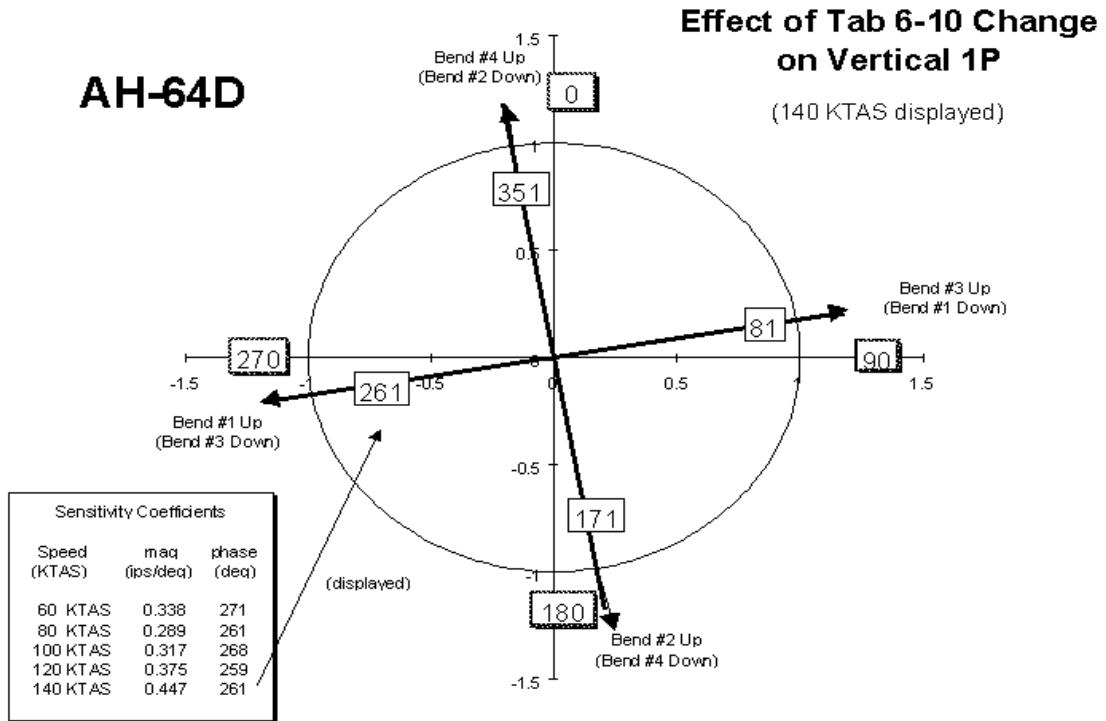 Effect of Tab 6-10 Change
on Vertical 1P
(140 KTAS displayed)
AH-64D
1.5
Bend #4 Up
(Bend #2 Down)
0
1
351
0.5
Bend #3 Up
(Bend #1 Down)
81
270
90
-1.5
-1
-0.5
0
0
0.5
1
1.5
261
Bend #1 Up
(Bend #3 Down)
-0.5
171
(displayed)
-1
180
Bend #2 Up
(Bend #4 Down)
-1.5
Sensitivity Coefficients
Speed mag phase
(KTAS) (ips/deg) (deg)
60 KTAS 0.338 271
80 KTAS 0.289 261
100 KTAS 0.317 268
120 KTAS 0.375 259
140 KTAS 0.447 261